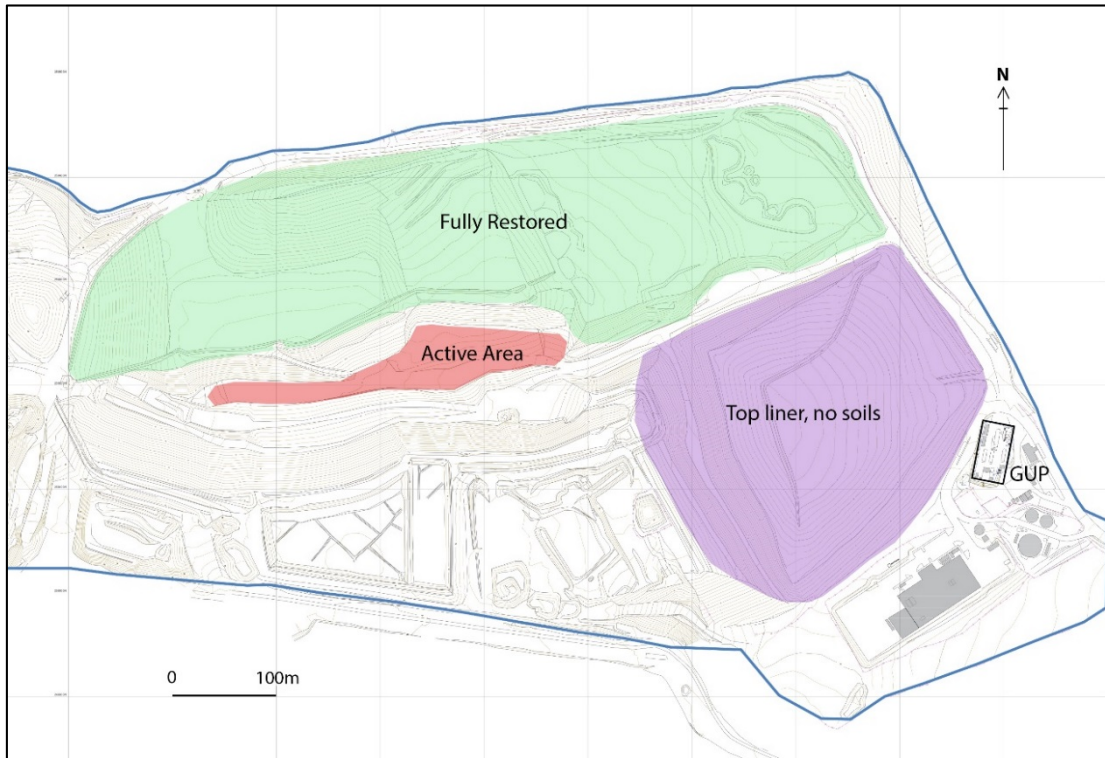 N
Fully Restored
Active Area
Top liner, no soils
GUP
0 100m